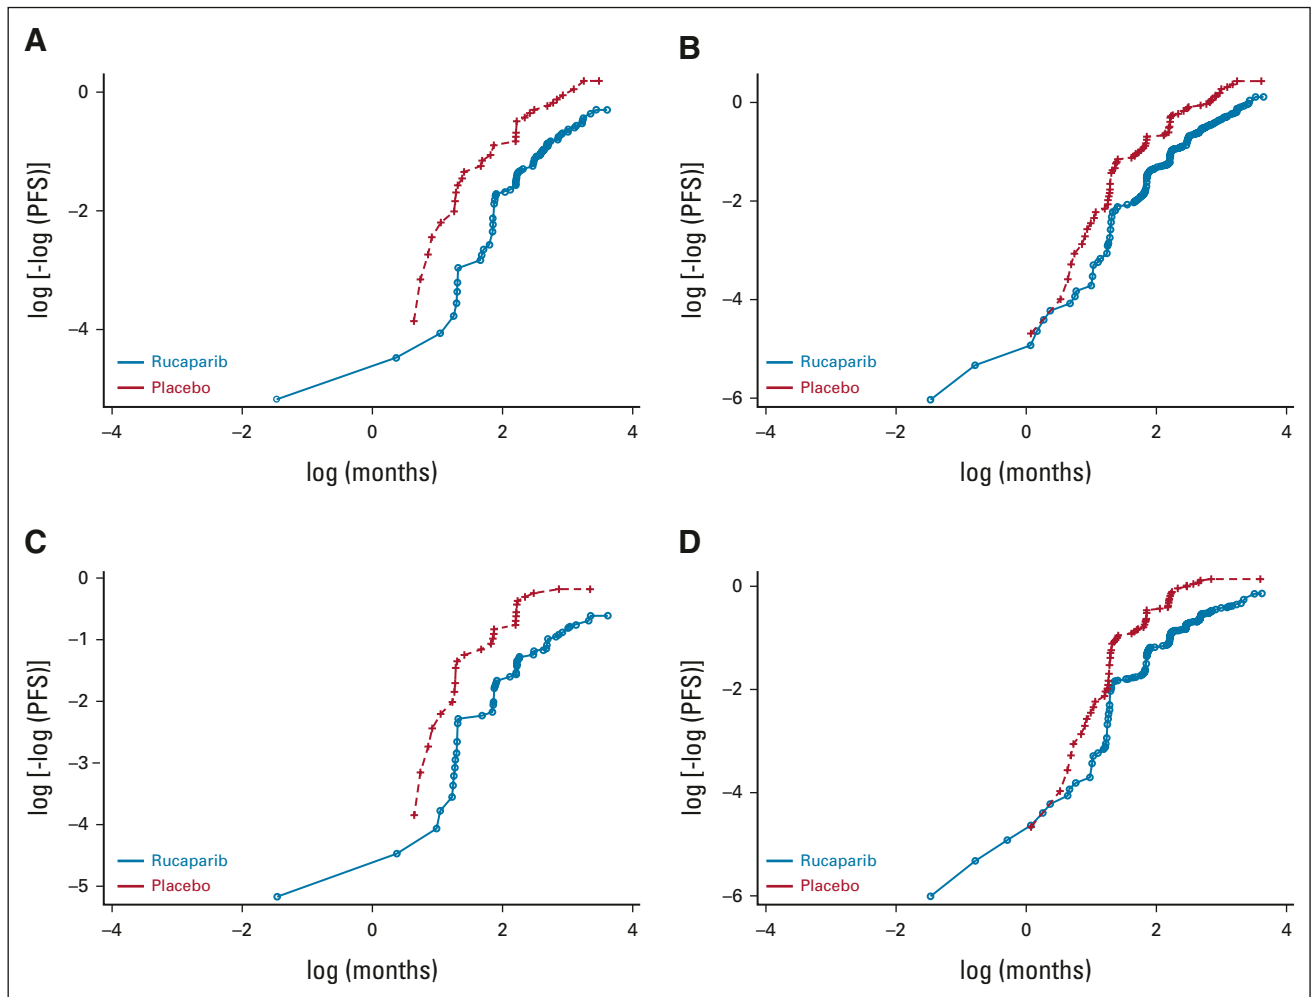 A
0
−2
−4
log [-log (PFS)]
Rucaparib
Placebo
−4 −2 0 2 4
log (months)
B
0
−2
−4
−6
log [-log (PFS)]
Rucaparib
Placebo
−4 −2 0 2 4
log (months)
C
0
−1
−2
−3
−4
−5
log [-log (PFS)]
Rucaparib
Placebo
−4 −2 0 2 4
log (months)
D
0
−2
−4
−6
log [-log (PFS)]
Rucaparib
Placebo
−4 −2 0 2 4
log (months)